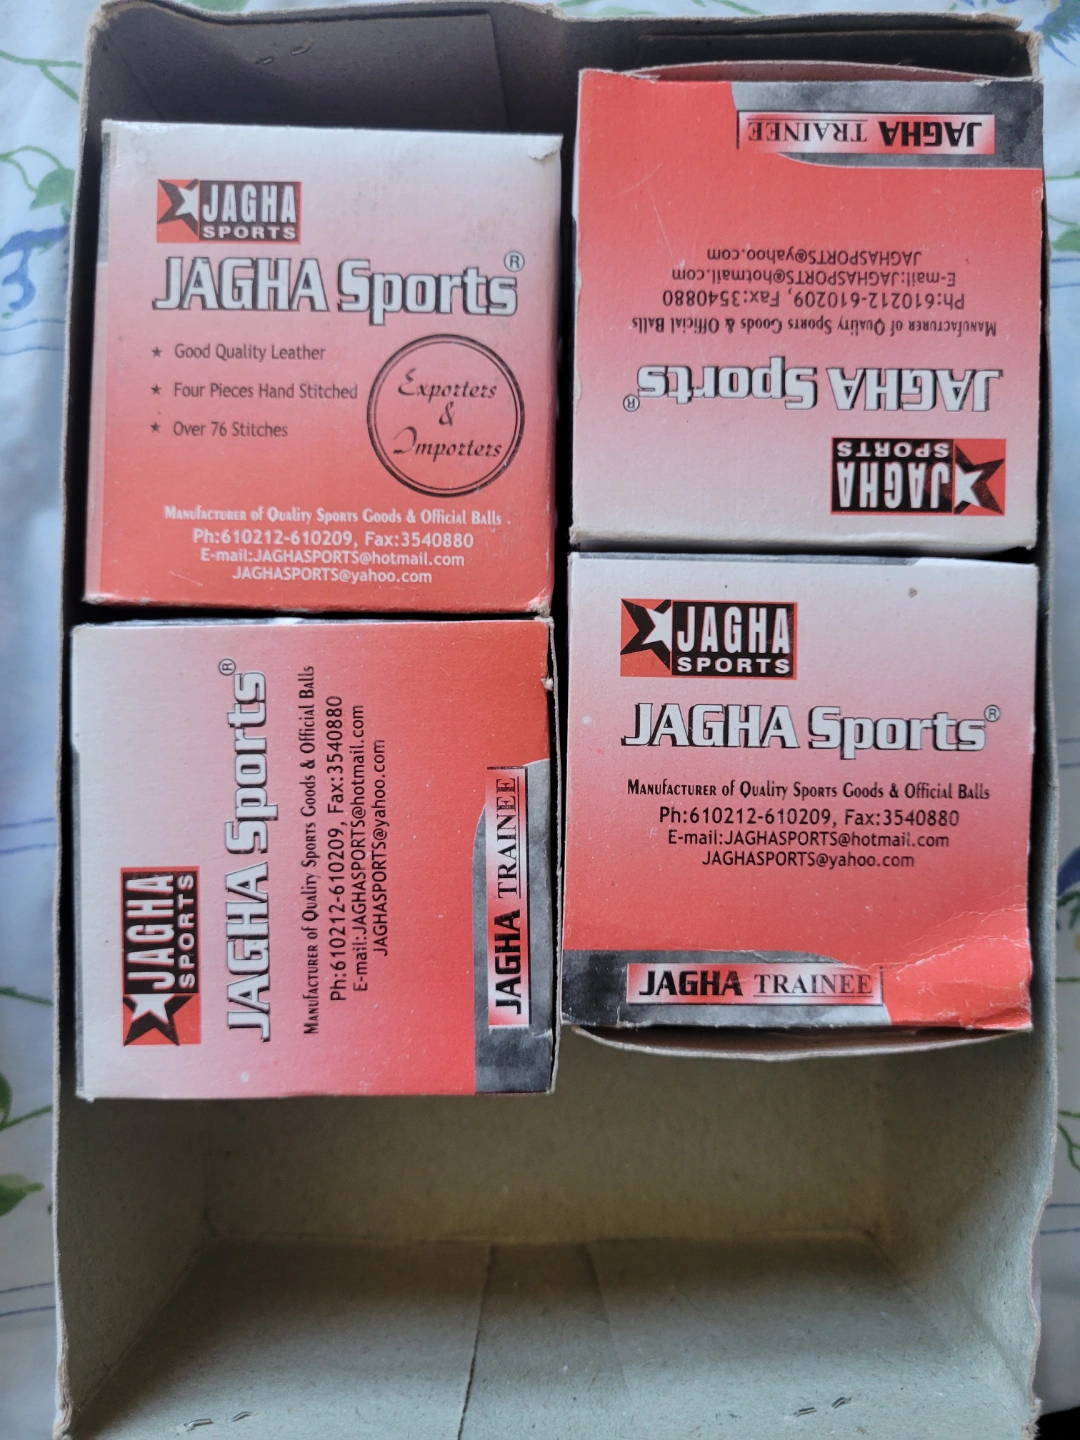 JAGHA
SPORTS
JAGHA Sports®
★ Good Quality Leather
★ Four Pieces Hand Stitched
★ Over 76 Stitches
Exporters
&
Importers
Manufacturer of Quality Sports Goods & Official Balls .
Ph:610212-610209, Fax:3540880
E-mail:JAGHASPORTS@hotmail.com
JAGHASPORTS@yahoo.com
JAGHA
SPORTS
JAGHA Sports®
Manufacturer of Quality Sports Goods & Official Balls
Ph:610212-610209, Fax:3540880
E-mail:JAGHASPORTS@hotmail.com
JAGHASPORTS@yahoo.com
JAGHA TRAINEE
JAGHA
SPORTS
JAGHA Sports®
Manufacturer of Quality Sports Goods & Official Balls
Ph:610212-610209, Fax:3540880
E-mail:JAGHASPORTS@hotmail.com
JAGHASPORTS@yahoo.com
JAGHA TRAINEE
JAGHA
SPORTS
JAGHA Sports®
Manufacturer of Quality Sports Goods & Official Balls
Ph:610212-610209, Fax:3540880
E-mail:JAGHASPORTS@hotmail.com
JAGHASPORTS@yahoo.com
JAGHA TRAINEE